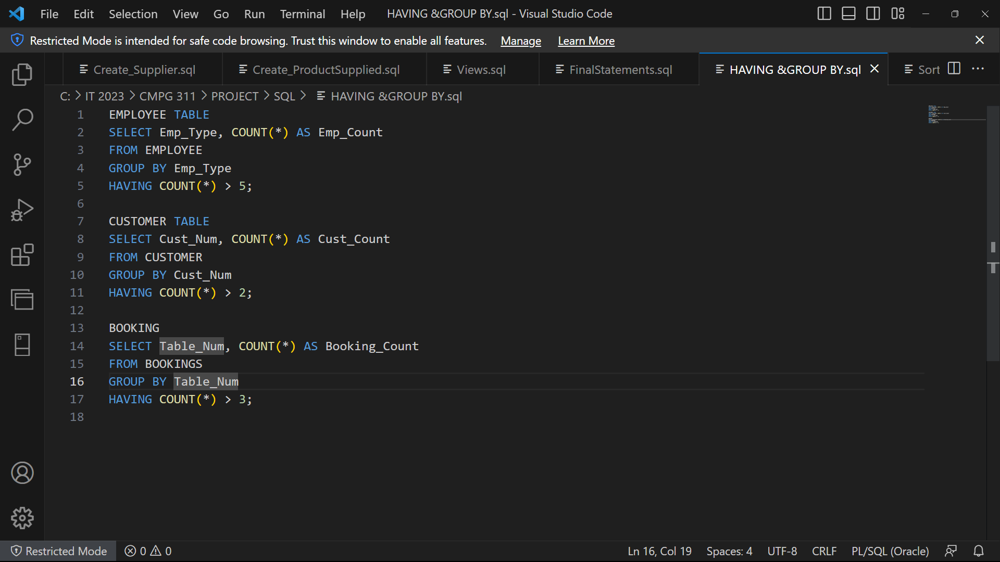 File Edit Selection View Go Run Terminal Help HAVING &GROUP BY.sql - Visual Studio Code
Restricted Mode is intended for safe code browsing. Trust this window to enable all features. Manage Learn More
Create_Supplier.sql Create_ProductSupplied.sql Views.sql FinalStatements.sql HAVING &GROUP BY.sql Sort
C: > IT 2023 > CMPG 311 > PROJECT > SQL > HAVING &GROUP BY.sql
1 EMPLOYEE TABLE
2 SELECT Emp_Type, COUNT(*) AS Emp_Count
3 FROM EMPLOYEE
4 GROUP BY Emp_Type
5 HAVING COUNT(*) > 5;
6
7 CUSTOMER TABLE
8 SELECT Cust_Num, COUNT(*) AS Cust_Count
9 FROM CUSTOMER
10 GROUP BY Cust_Num
11 HAVING COUNT(*) > 2;
12
13 BOOKING
14 SELECT Table_Num, COUNT(*) AS Booking_Count
15 FROM BOOKINGS
16 GROUP BY Table_Num
17 HAVING COUNT(*) > 3;
18
Restricted Mode 0 0 Ln 16, Col 19 Spaces: 4 UTF-8 CRLF PL/SQL (Oracle)